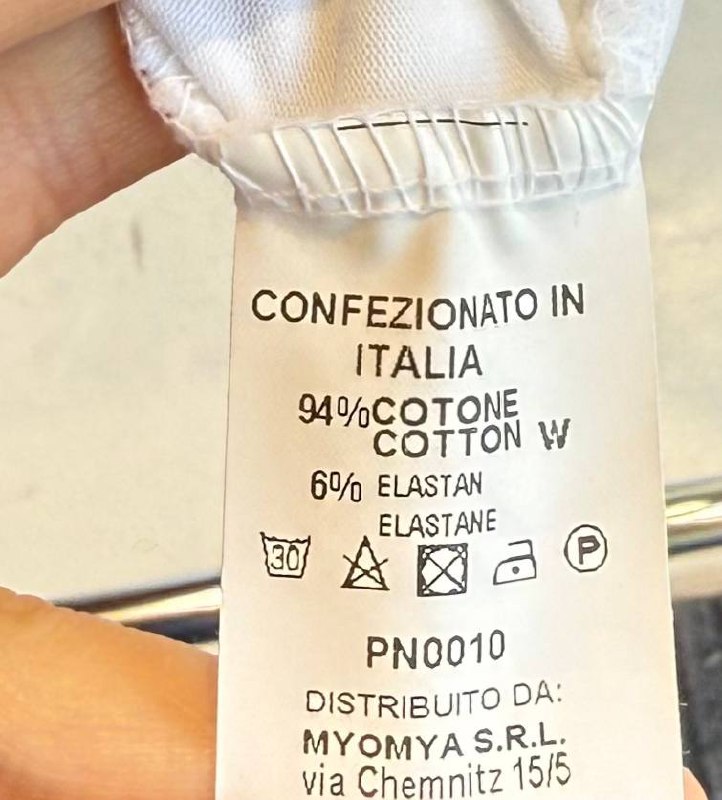 CONFEZIONATO IN
ITALIA
94% COTONE
COTTON W
6% ELASTAN
ELASTANE
30 P
PN0010
DISTRIBUITO DA:
MYOMYA S.R.L.
via Chemnitz 15/5